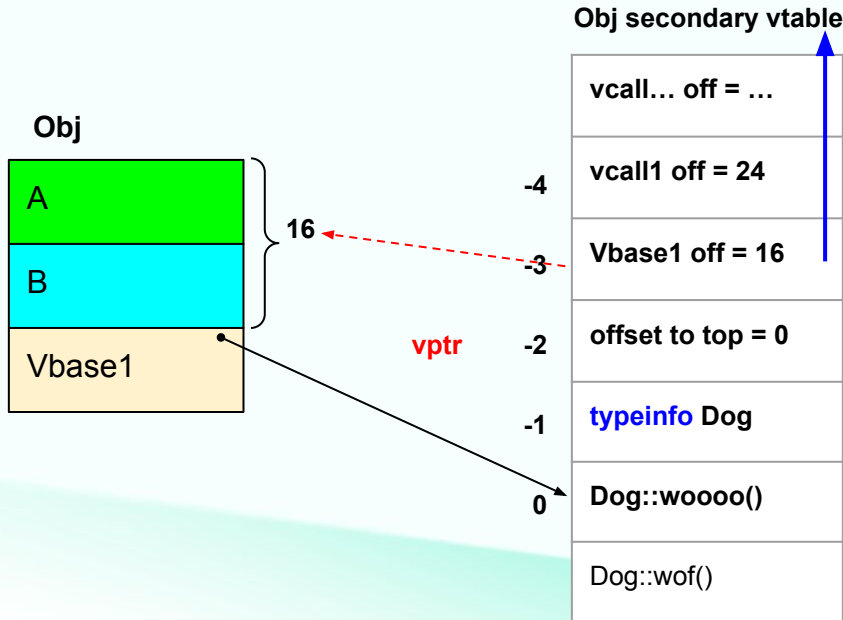 Obj secondary vtable
vcall… off = …
Obj
-4
vcall1 off = 24
A
16
-3
Vbase1 off = 16
B
vptr
-2
offset to top = 0
Vbase1
-1
typeinfo Dog
0
Dog::woooo()
Dog::wof()